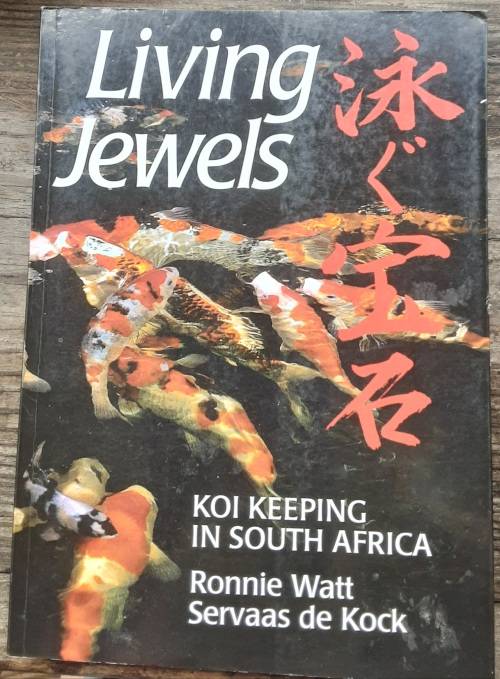 Living
Jewels
泳ぐ宝石
KOI KEEPING
IN SOUTH AFRICA
Ronnie Watt
Servaas de Kock